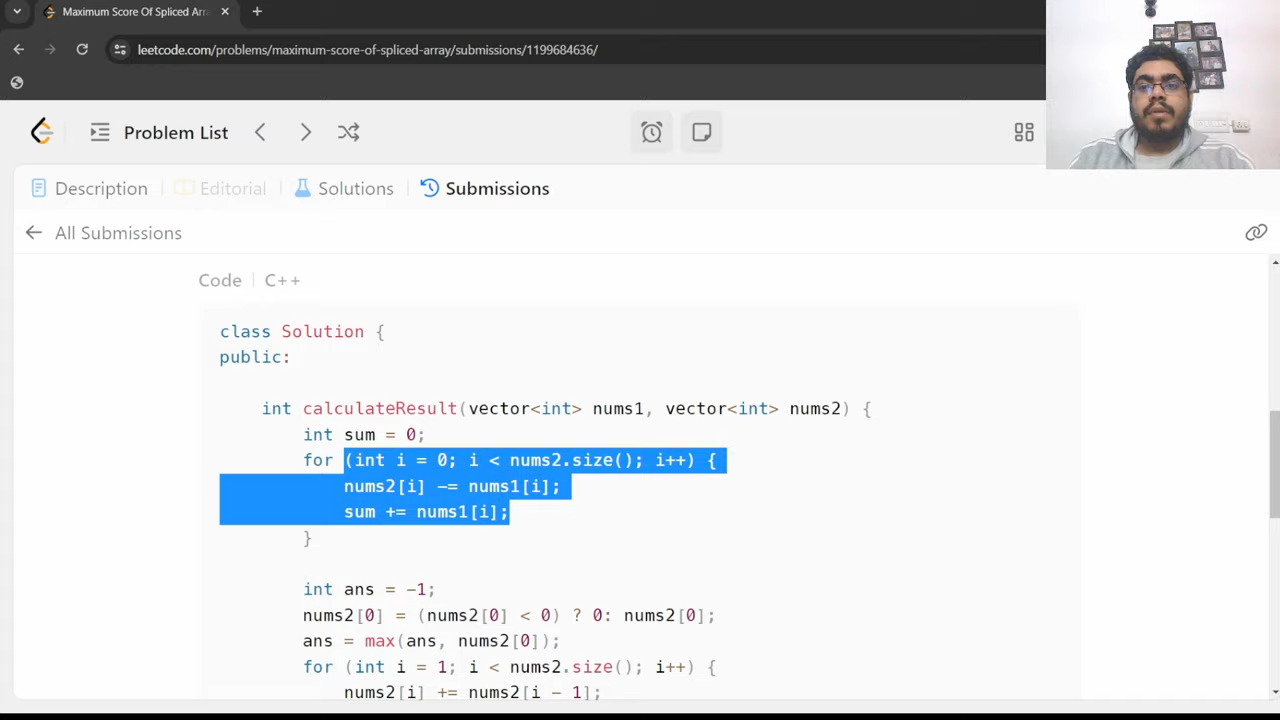 Maximum Score Of Spliced Arr
leetcode.com/problems/maximum-score-of-spliced-array/submissions/1199684636/
Problem List
Description
Editorial
Solutions
Submissions
All Submissions
Code
C++
class Solution {
public:
int calculateResult(vector<int> nums1, vector<int> nums2) {
int sum = 0;
for (int i = 0; i < nums2.size(); i++) {
nums2[i] -= nums1[i];
sum += nums1[i];
}
int ans = -1;
nums2[0] = (nums2[0] < 0) ? 0: nums2[0];
ans = max(ans, nums2[0]);
for (int i = 1; i < nums2.size(); i++) {
nums2[i] += nums2[i - 1];